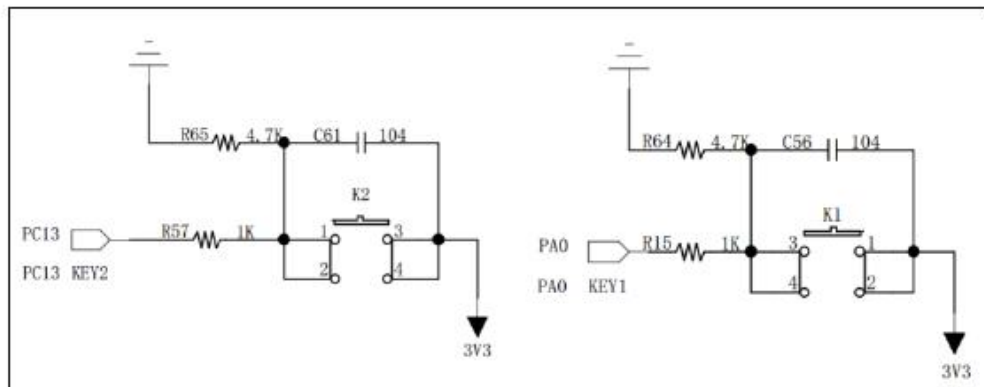 R65 4.7K C61 104
K2
PC13 R57 1K 1 3
2 4
PC13 KEY2
3V3
R64 4.7K C56 104
K1
PA0 R15 1K 3 1
4 2
PA0 KEY1
3V3